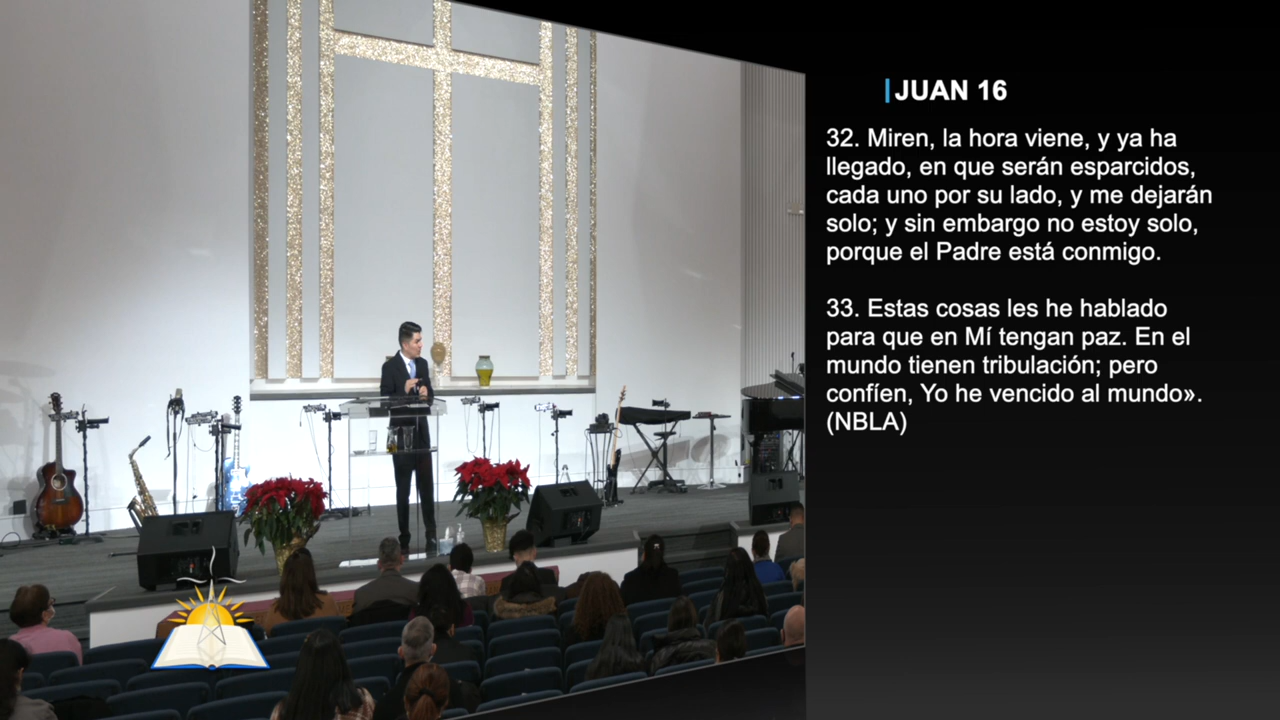 JUAN 16
32. Miren, la hora viene, y ya ha
llegado, en que serán esparcidos,
cada uno por su lado, y me dejarán
solo; y sin embargo no estoy solo,
porque el Padre está conmigo.
33. Estas cosas les he hablado
para que en Mí tengan paz. En el
mundo tienen tribulación; pero
confíen, Yo he vencido al mundo».
(NBLA)